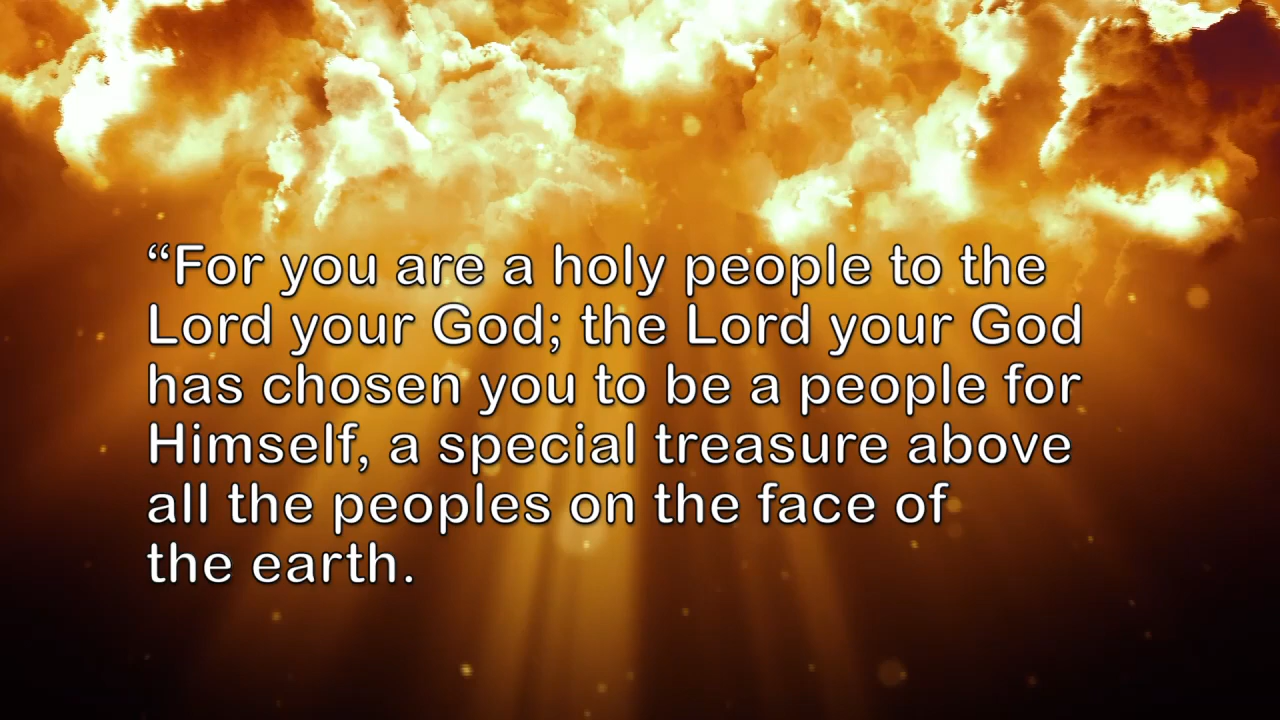 “For you are a holy people to the
Lord your God; the Lord your God
has chosen you to be a people for
Himself, a special treasure above
all the peoples on the face of
the earth.